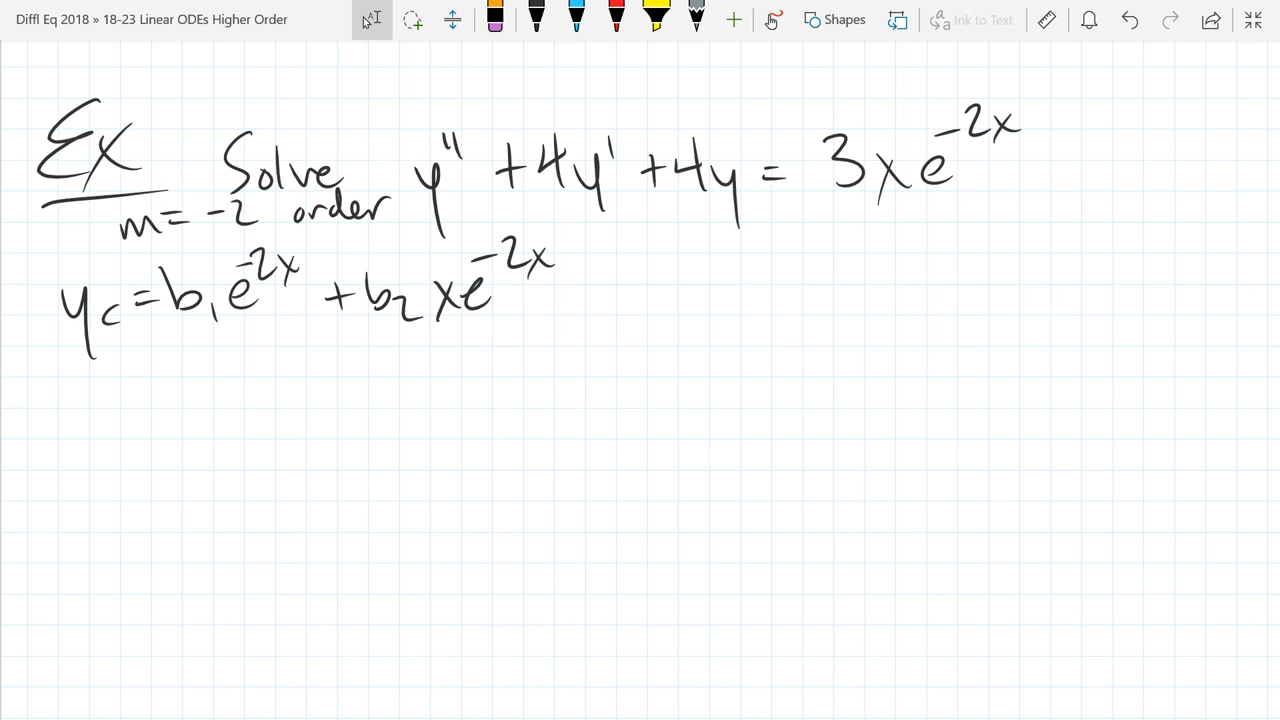 Diffl Eq 2018 » 18-23 Linear ODEs Higher Order
Shapes
Ink to Text
Ex Solve y'' + 4y' + 4y = 3xe^{-2x}
m = -2 order
y_c = b_1 e^{-2x} + b_2 x e^{-2x}